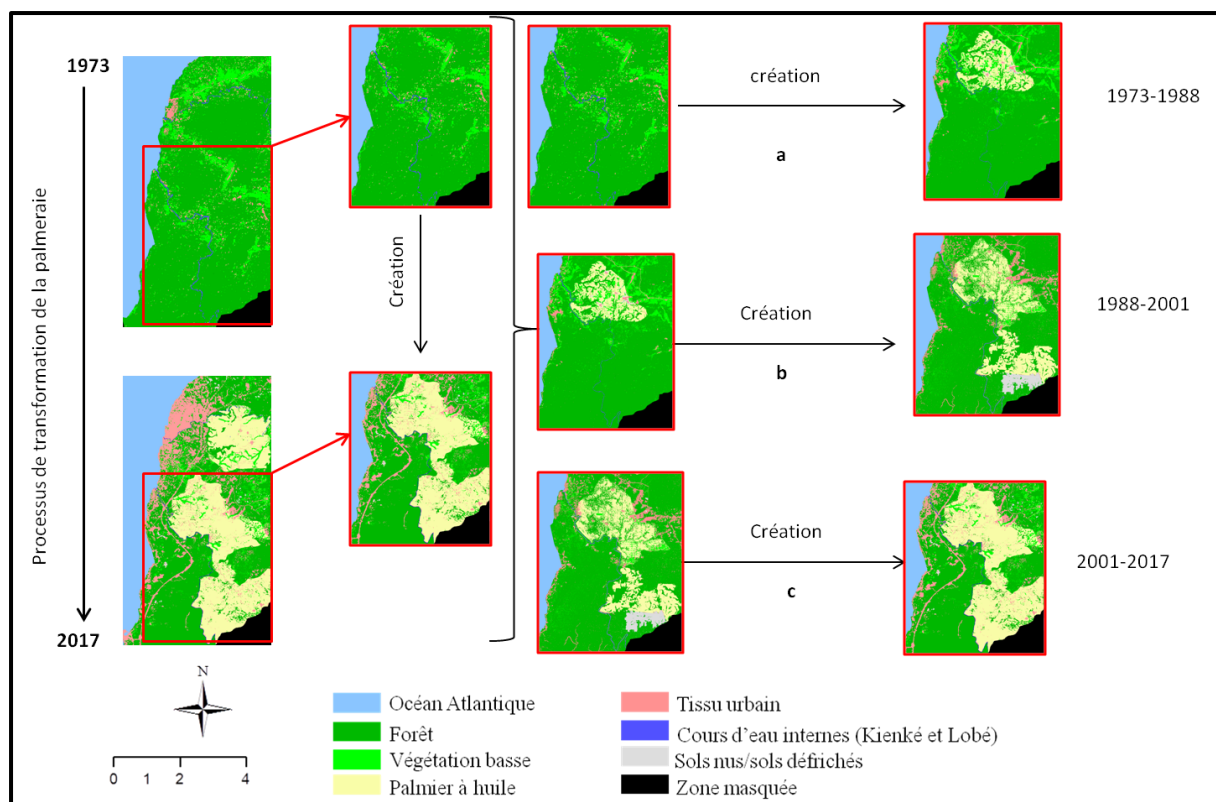 1973
Processus de transformation de la palmeraie
2017
Création
création
a
1973-1988
Création
b
1988-2001
Création
c
2001-2017
N
0 1 2 4
Océan Atlantique
Forêt
Végétation basse
Palmier à huile
Tissu urbain
Cours d'eau internes (Kienké et Lobé)
Sols nus/sols défrichés
Zone masquée